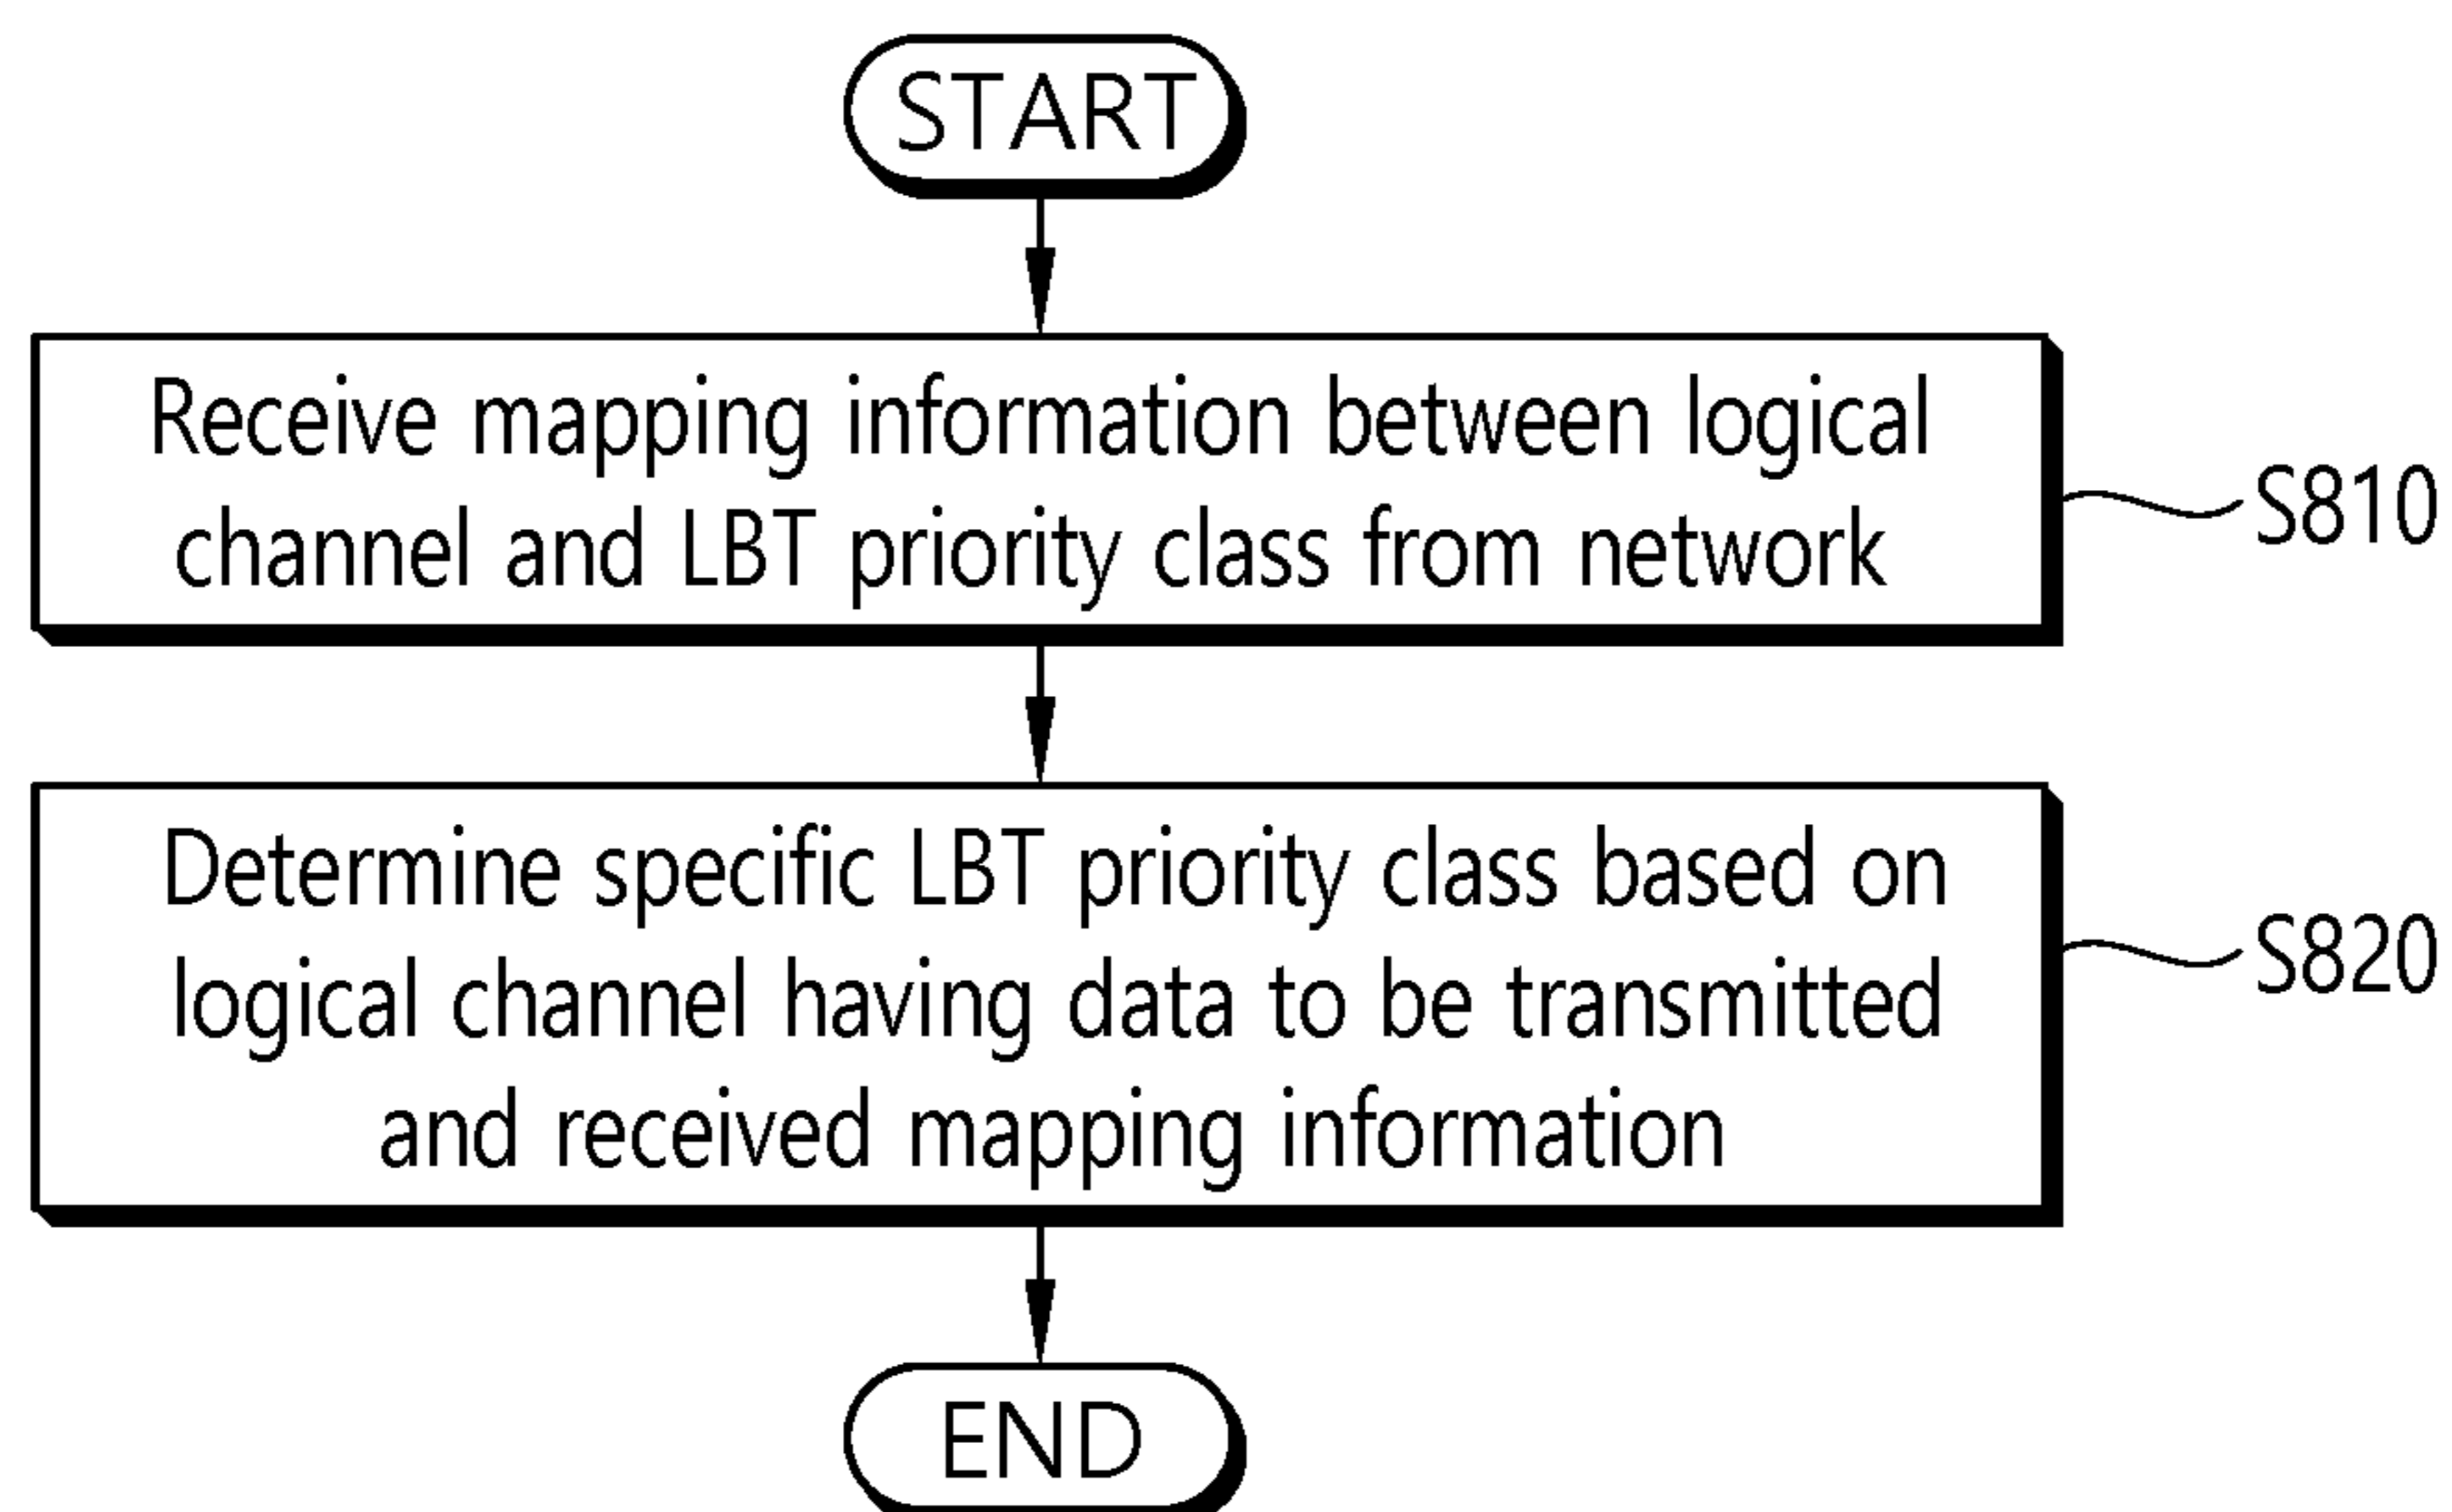 START
Receive mapping information between logical
channel and LBT priority class from network
S810
Determine specific LBT priority class based on
logical channel having data to be transmitted
and received mapping information
S820
END